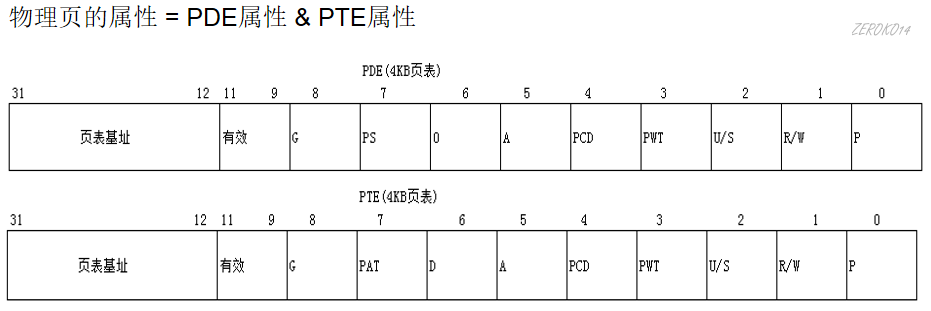 物理页的属性 = PDE属性 & PTE属性
ZEROKO14
PDE(4KB页表)
31 12 11 9 8 7 6 5 4 3 2 1 0
页表基址 有效 G PS 0 A PCD PWT U/S R/W P
PTE(4KB页表)
31 12 11 9 8 7 6 5 4 3 2 1 0
页表基址 有效 G PAT D A PCD PWT U/S R/W P